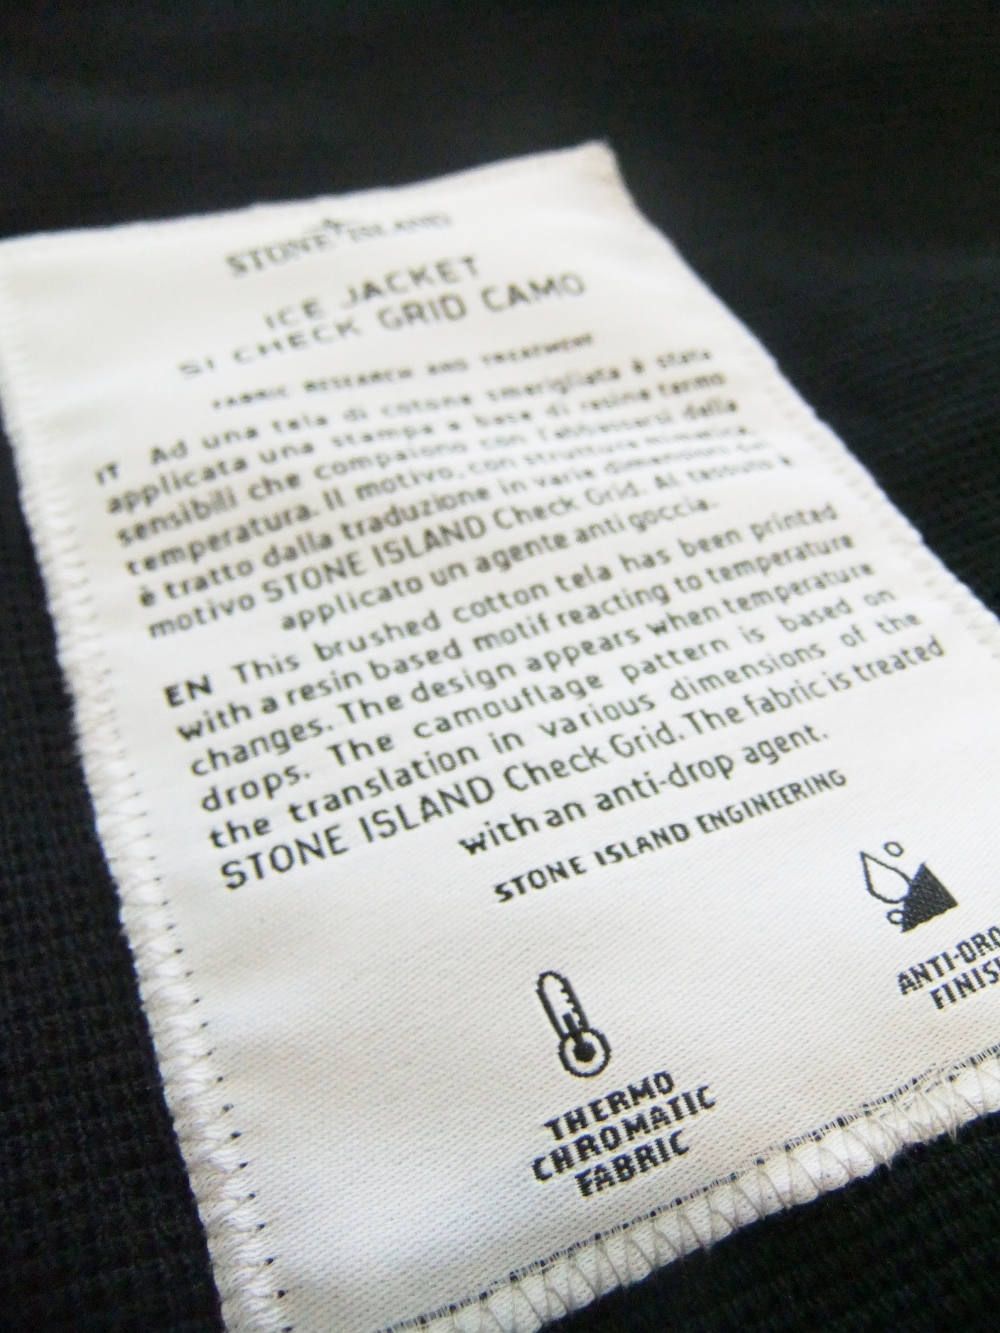 STONE ISLAND
ICE JACKET
SI CHECK GRID CAMO
FABRIC RESEARCH AND TREATMENT
IT Ad una tela di cotone smerigliata è stata
applicata una stampa a base di resine termo
sensibili che compaiono con l'abbassarsi della
temperatura. Il motivo, con strutture mimetica,
è tratto dalla traduzione in varie dimensioni del
motivo STONE ISLAND Check Grid. Al tessuto è
applicato un agente antigoccia.
EN This brushed cotton tela has been printed
with a resin based motif reacting to temperature
changes. The design appears when temperature
drops. The camouflage pattern is based on
the translation in various dimensions of the
STONE ISLAND Check Grid. The fabric is treated
with an anti-drop agent.
STONE ISLAND ENGINEERING
ANTI-DRO
FINIS
THERMO
CHROMATIC
FABRIC